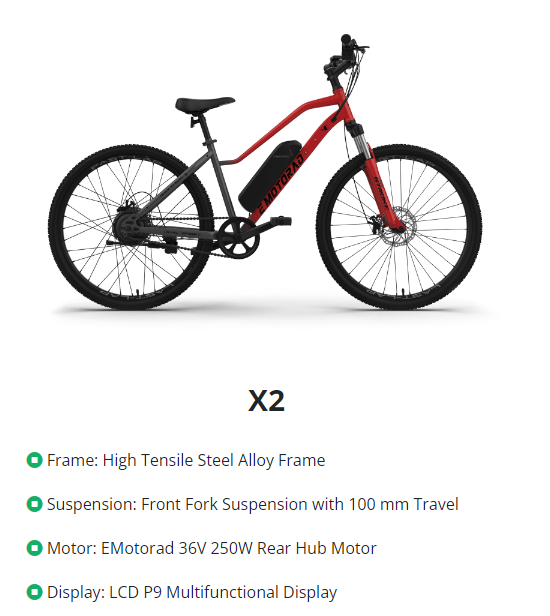 EMOTORAD
X2
Frame: High Tensile Steel Alloy Frame
Suspension: Front Fork Suspension with 100 mm Travel
Motor: EMotorad 36V 250W Rear Hub Motor
Display: LCD P9 Multifunctional Display